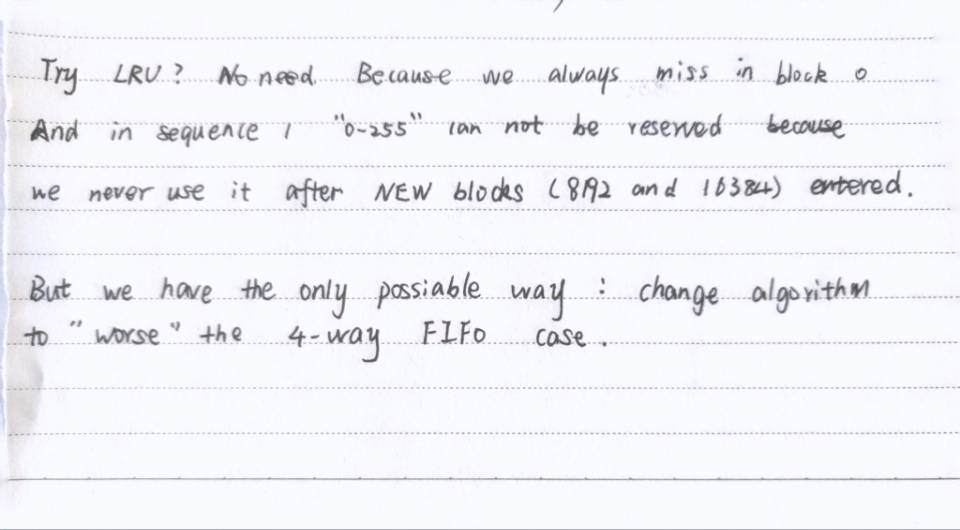 Try LRU? No need. Because we always miss in block 0
And in sequence 1 "0-255" can not be reserved because
we never use it after NEW blocks (8192 and 16384) entered.
But we have the only possiable way : change algorithm
to "worse" the 4-way FIFO case.